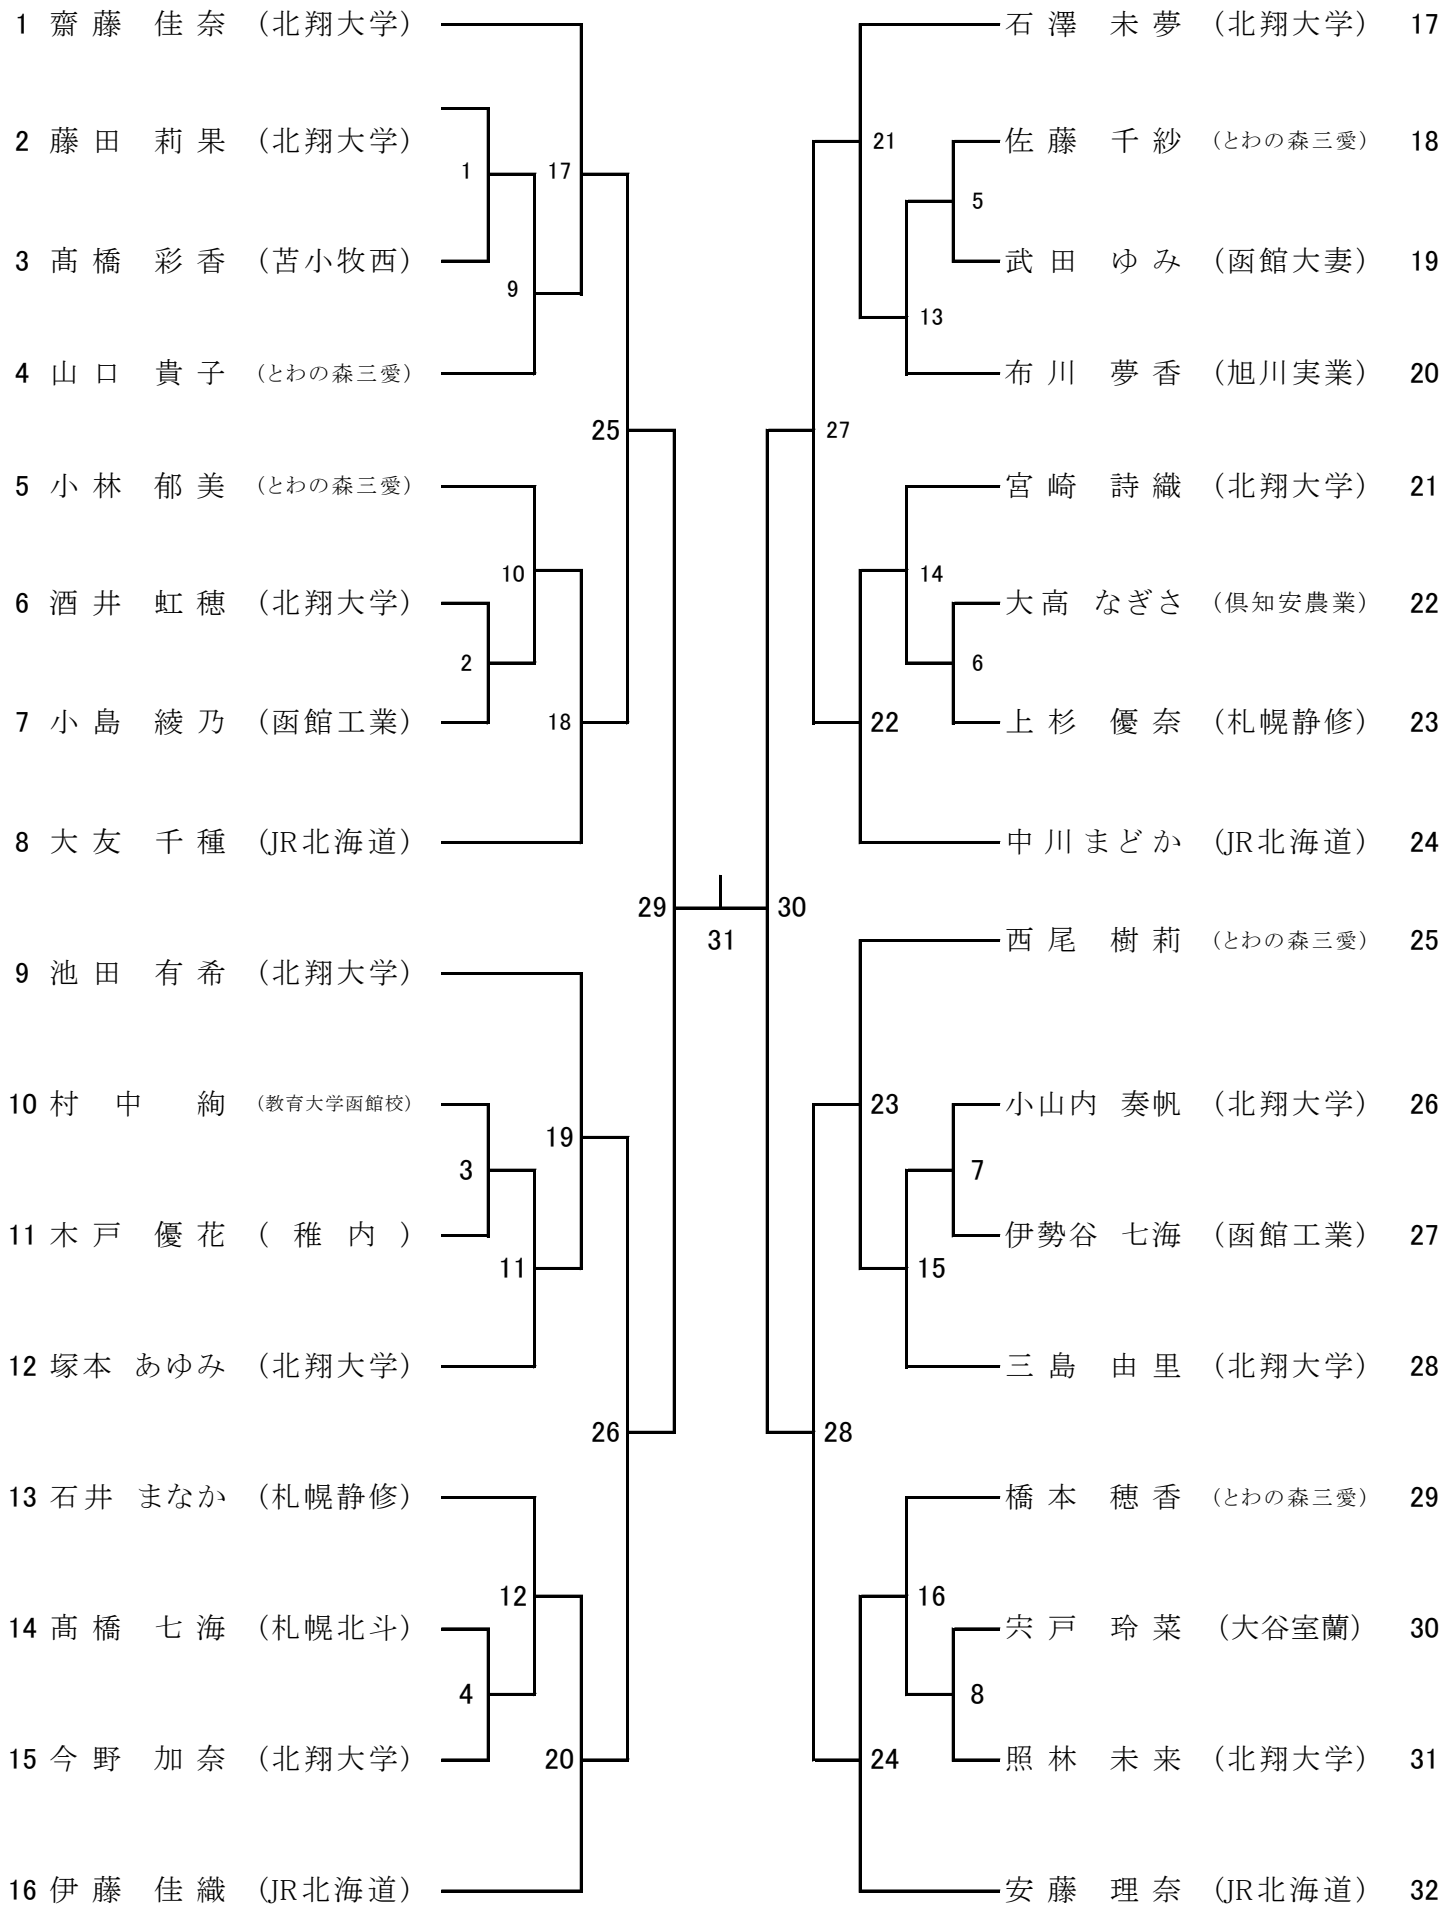 1 齋藤 佳奈 (北翔大学)
2 藤田 莉果 (北翔大学)
3 髙橋 彩香 (苫小牧西)
4 山口 貴子 (とわの森三愛)
5 小林 郁美 (とわの森三愛)
6 酒井 虹穂 (北翔大学)
7 小島 綾乃 (函館工業)
8 大友 千種 (JR北海道)
9 池田 有希 (北翔大学)
10 村中 絢 (教育大学函館校)
11 木戸 優花 (稚内)
12 塚本 あゆみ (北翔大学)
13 石井 まなか (札幌静修)
14 髙橋 七海 (札幌北斗)
15 今野 加奈 (北翔大学)
16 伊藤 佳織 (JR北海道)
1
17
9
25
10
2
18
29
31
19
3
11
26
12
4
20
21
5
13
27
14
6
22
30
23
7
15
28
16
8
24
石澤 未夢 (北翔大学) 17
佐藤 千紗 (とわの森三愛) 18
武田 ゆみ (函館大妻) 19
布川 夢香 (旭川実業) 20
宮崎 詩織 (北翔大学) 21
大高 なぎさ (倶知安農業) 22
上杉 優奈 (札幌静修) 23
中川まどか (JR北海道) 24
西尾 樹莉 (とわの森三愛) 25
小山内 奏帆 (北翔大学) 26
伊勢谷 七海 (函館工業) 27
三島 由里 (北翔大学) 28
橋本 穂香 (とわの森三愛) 29
宍戸 玲菜 (大谷室蘭) 30
照林 未来 (北翔大学) 31
安藤 理奈 (JR北海道) 32